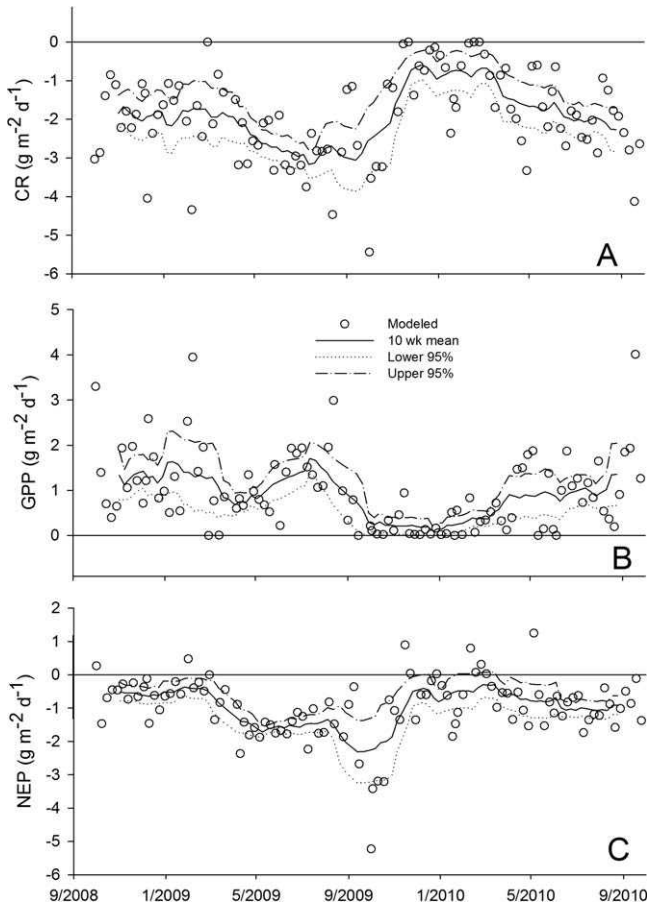 0
-1
-2
-3
-4
-5
-6
CR (g m⁻² d⁻¹)
A
5
4
3
2
1
0
GPP (g m⁻² d⁻¹)
Modeled
10 wk mean
Lower 95%
Upper 95%
B
2
1
0
-1
-2
-3
-4
-5
-6
NEP (g m⁻² d⁻¹)
C
9/2008 1/2009 5/2009 9/2009 1/2010 5/2010 9/2010